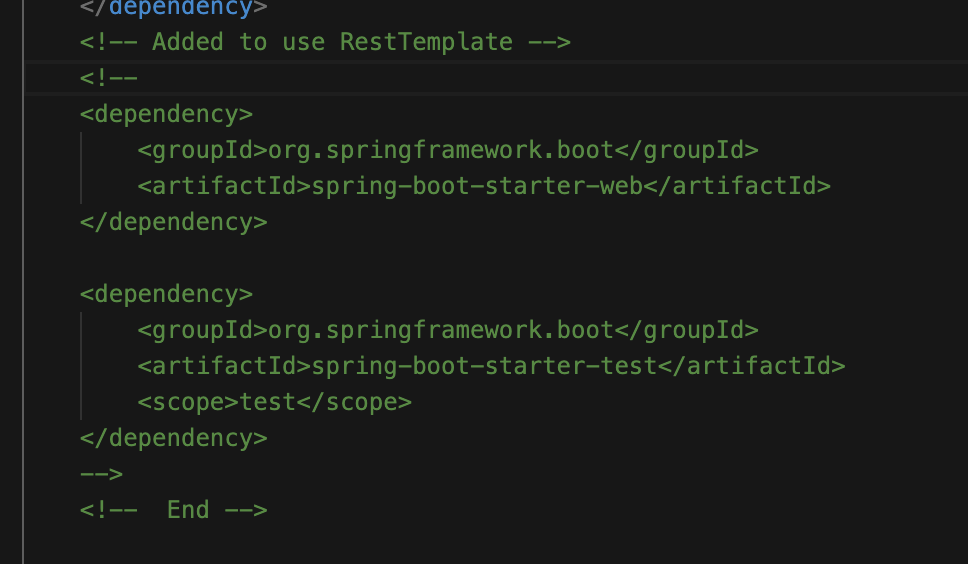 </dependency>
<!-- Added to use RestTemplate -->
<!--
<dependency>
    <groupId>org.springframework.boot</groupId>
    <artifactId>spring-boot-starter-web</artifactId>
</dependency>

<dependency>
    <groupId>org.springframework.boot</groupId>
    <artifactId>spring-boot-starter-test</artifactId>
    <scope>test</scope>
</dependency>
-->
<!--  End -->